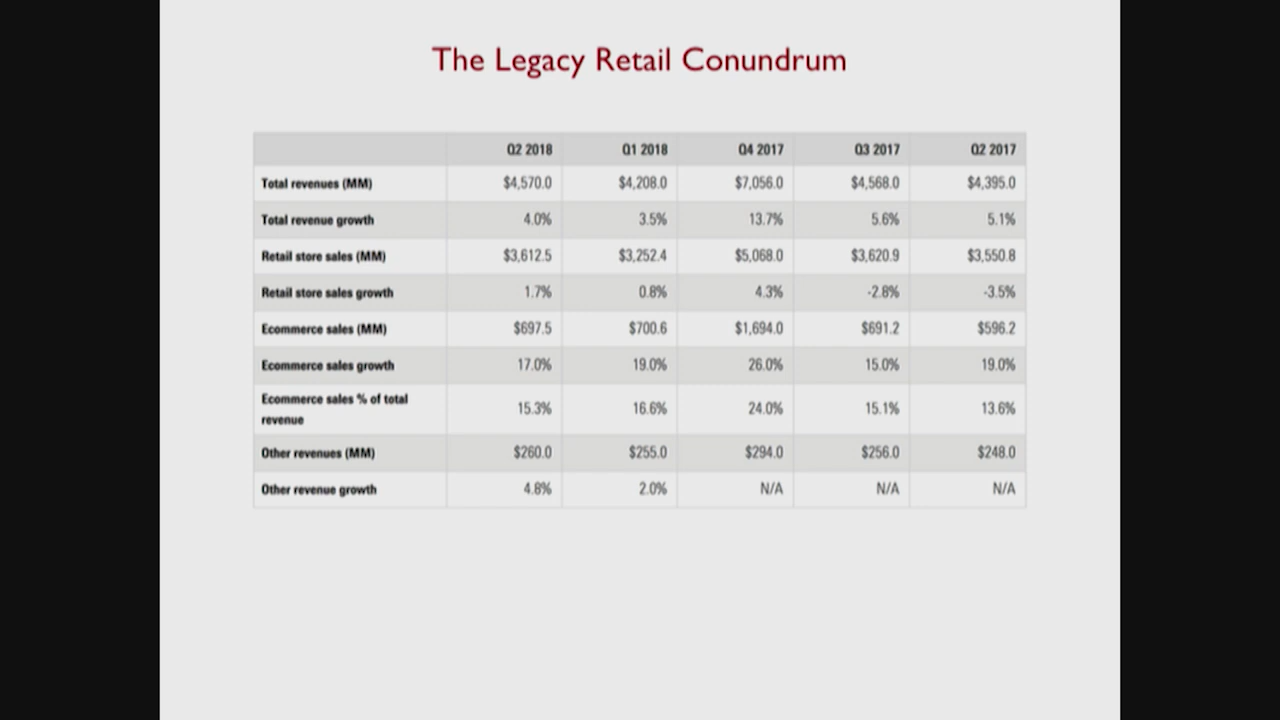 The Legacy Retail Conundrum
Q2 2018 Q1 2018 Q4 2017 Q3 2017 Q2 2017
Total revenues (MM) $4,570.0 $4,208.0 $7,056.0 $4,568.0 $4,395.0
Total revenue growth 4.0% 3.5% 13.7% 5.6% 5.1%
Retail store sales (MM) $3,612.5 $3,252.4 $5,068.0 $3,620.9 $3,550.8
Retail store sales growth 1.7% 0.8% 4.3% -2.8% -3.5%
Ecommerce sales (MM) $697.5 $700.6 $1,694.0 $691.2 $596.2
Ecommerce sales growth 17.0% 19.0% 26.0% 15.0% 19.0%
Ecommerce sales % of total
revenue 15.3% 16.6% 24.0% 15.1% 13.6%
Other revenues (MM) $260.0 $255.0 $294.0 $256.0 $248.0
Other revenue growth 4.8% 2.0% N/A N/A N/A